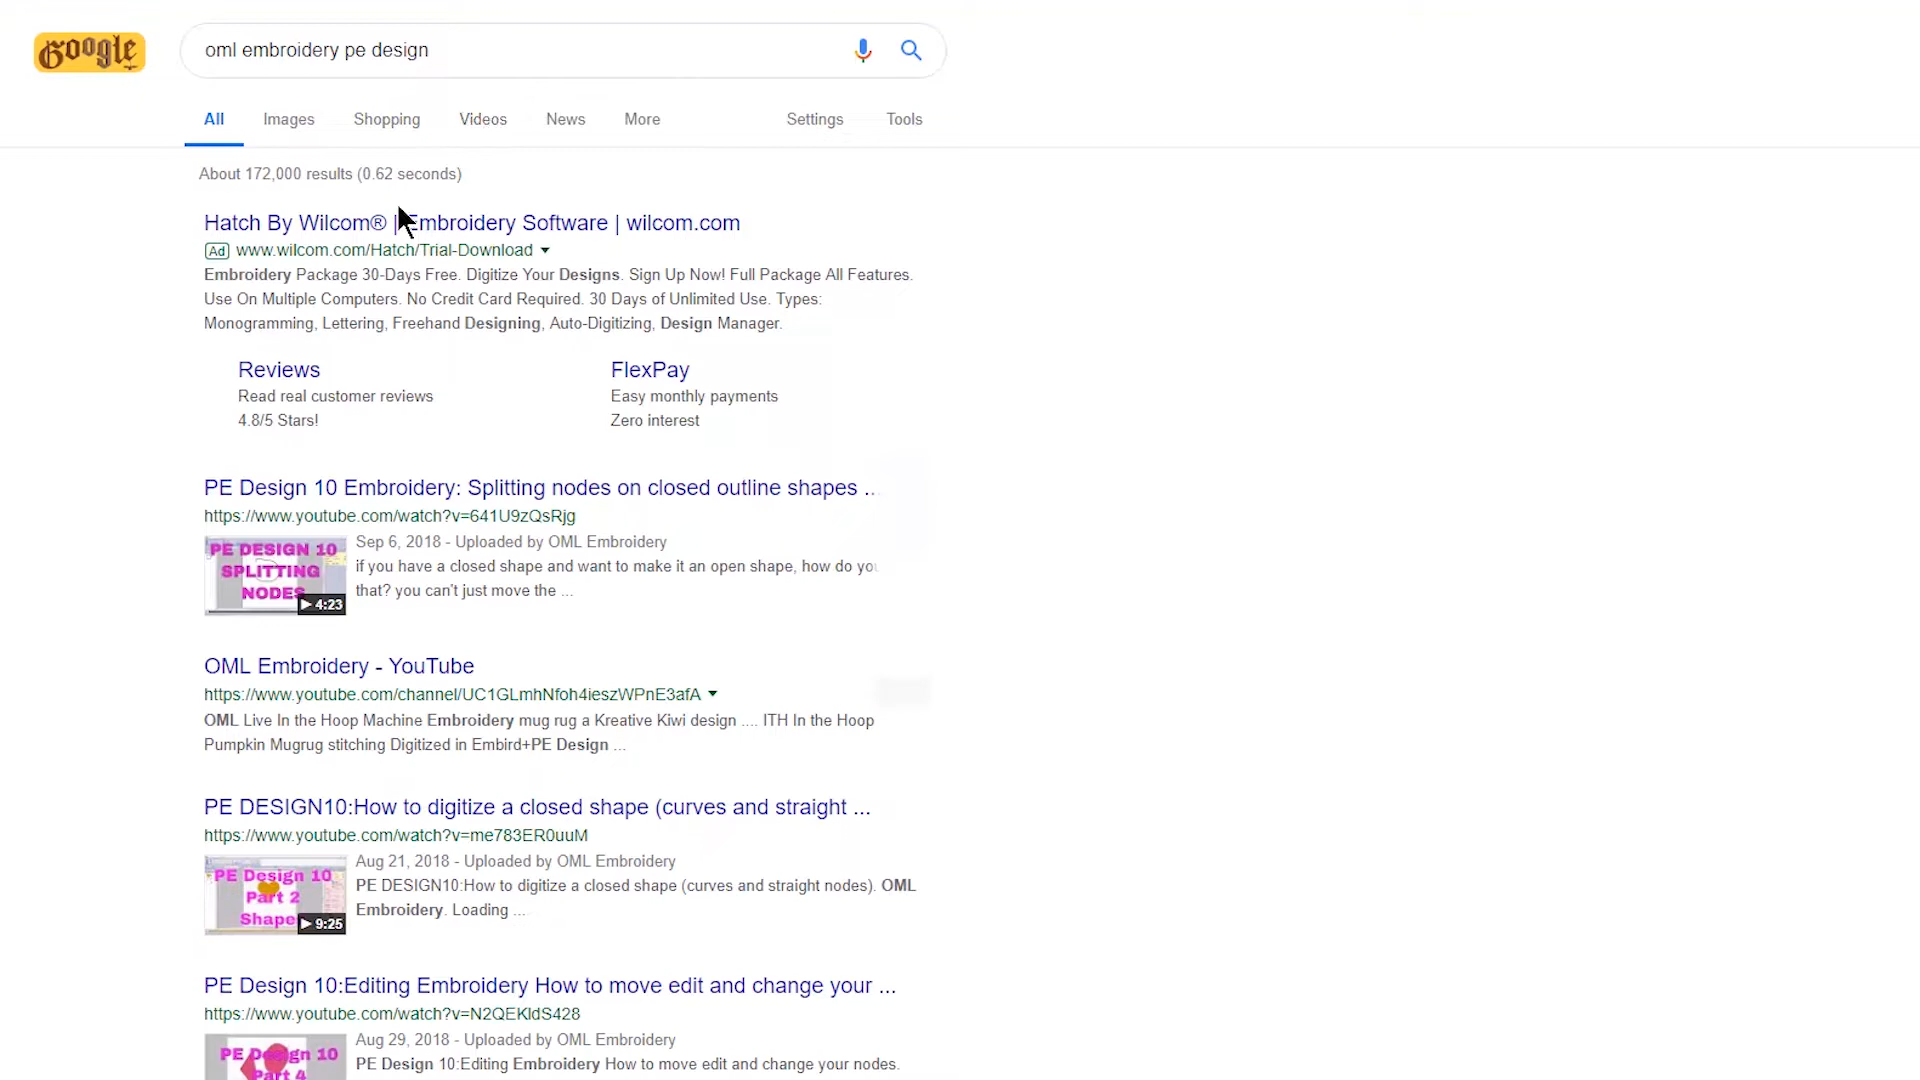 Google
oml embroidery pe design
All Images Shopping Videos News More Settings Tools
About 172,000 results (0.62 seconds)
Hatch By Wilcom® | Embroidery Software | wilcom.com
Ad www.wilcom.com/Hatch/Trial-Download
Embroidery Package 30-Days Free. Digitize Your Designs. Sign Up Now! Full Package All Features.
Use On Multiple Computers. No Credit Card Required. 30 Days of Unlimited Use. Types:
Monogramming, Lettering, Freehand Designing, Auto-Digitizing, Design Manager.
Reviews
Read real customer reviews
4.8/5 Stars!
FlexPay
Easy monthly payments
Zero interest
PE Design 10 Embroidery: Splitting nodes on closed outline shapes ...
https://www.youtube.com/watch?v=641U9zQsRjg
PE DESIGN 10
SPLITTING
NODES
4:23
Sep 6, 2018 - Uploaded by OML Embroidery
if you have a closed shape and want to make it an open shape, how do you
that? you can't just move the ...
OML Embroidery - YouTube
https://www.youtube.com/channel/UC1GLmhNfoh4ieszWPnE3afA
OML Live In the Hoop Machine Embroidery mug rug a Kreative Kiwi design .... ITH In the Hoop
Pumpkin Mugrug stitching Digitized in Embird+PE Design ...
PE DESIGN10:How to digitize a closed shape (curves and straight ...
https://www.youtube.com/watch?v=me783ER0uuM
PE Design 10
Part 2
Shape
9:25
Aug 21, 2018 - Uploaded by OML Embroidery
PE DESIGN10:How to digitize a closed shape (curves and straight nodes). OML
Embroidery. Loading ...
PE Design 10:Editing Embroidery How to move edit and change your ...
https://www.youtube.com/watch?v=N2QEKldS428
PE Design 10
Part 4
Aug 29, 2018 - Uploaded by OML Embroidery
PE Design 10:Editing Embroidery How to move edit and change your nodes.